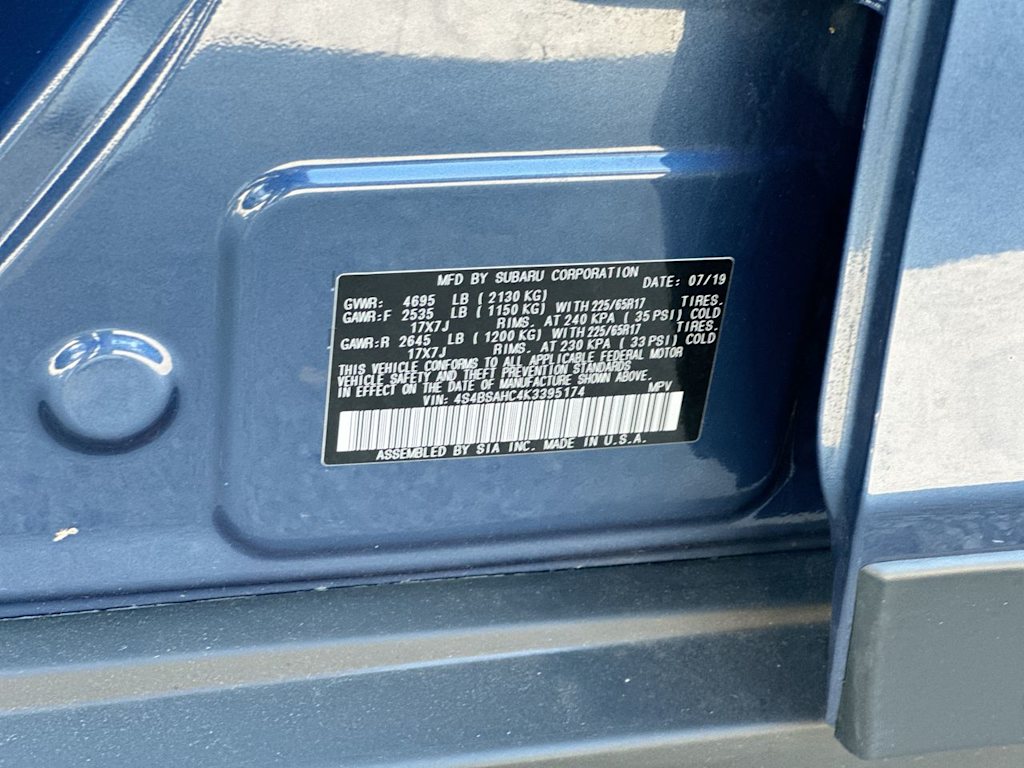 MFD BY SUBARU CORPORATION DATE: 07/19
GVWR: 4695 LB ( 2130 KG)
GAWR:F 2535 LB ( 1150 KG) WITH 225/65R17 TIRES.
17X7J RIMS. AT 240 KPA ( 35 PSI) COLD
GAWR:R 2645 LB ( 1200 KG) WITH 225/65R17 TIRES.
17X7J RIMS. AT 230 KPA ( 33 PSI) COLD
THIS VEHICLE CONFORMS TO ALL APPLICABLE FEDERAL MOTOR
VEHICLE SAFETY AND THEFT PREVENTION STANDARDS
IN EFFECT ON THE DATE OF MANUFACTURE SHOWN ABOVE.
VIN: 4S4BSAHC4K3395174 MPV
ASSEMBLED BY SIA INC. MADE IN U.S.A.